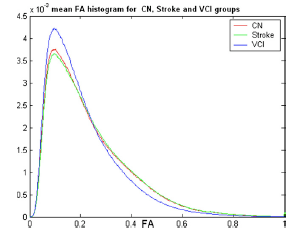 x 10⁻³ mean FA histogram for CN, Stroke and VCI groups
4.5
CN
Stroke
VCI
4
3.5
3
2.5
2
1.5
1
0.5
0
0 0.2 0.4 0.6 0.8 1
FA